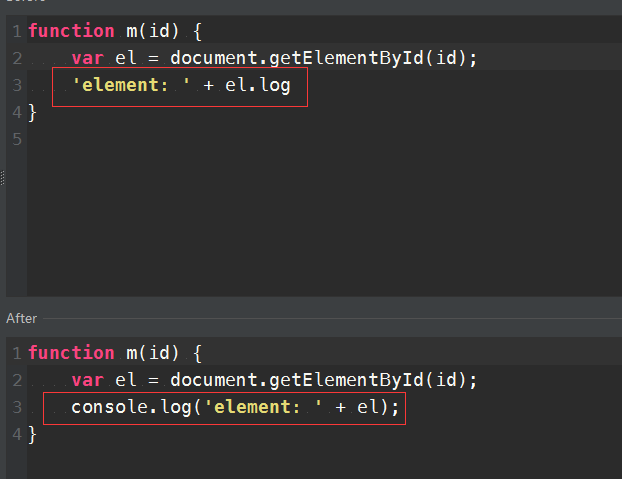 1 function m(id) {
2     var el = document.getElementById(id);
3     'element: ' + el.log
4 }
5
After
1 function m(id) {
2     var el = document.getElementById(id);
3     console.log('element: ' + el);
4 }